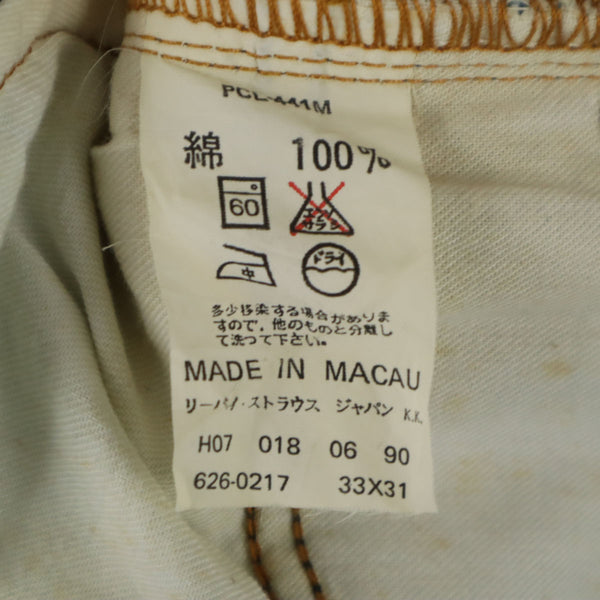 PCL-441M
綿 100%
60 エンソ サラシ
中 ドライ
多少移染する場合がありま
すので、他のものと分離し
て洗つて下さい。
MADE IN MACAU
リーバイ・ストラウス ジャパン K.K.
H07 018 06 90
626-0217 33X31